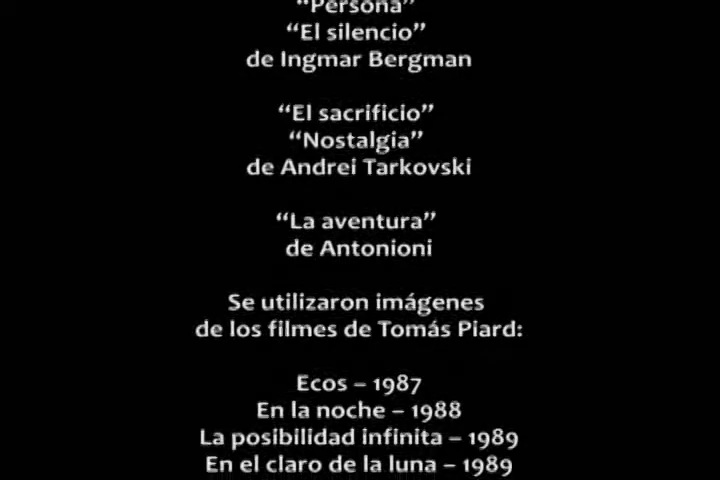 “Persona”
“El silencio”
de Ingmar Bergman
“El sacrificio”
“Nostalgia”
de Andrei Tarkovski
“La aventura”
de Antonioni
Se utilizaron imágenes
de los filmes de Tomás Piard:
Ecos – 1987
En la noche – 1988
La posibilidad infinita – 1989
En el claro de la luna – 1989